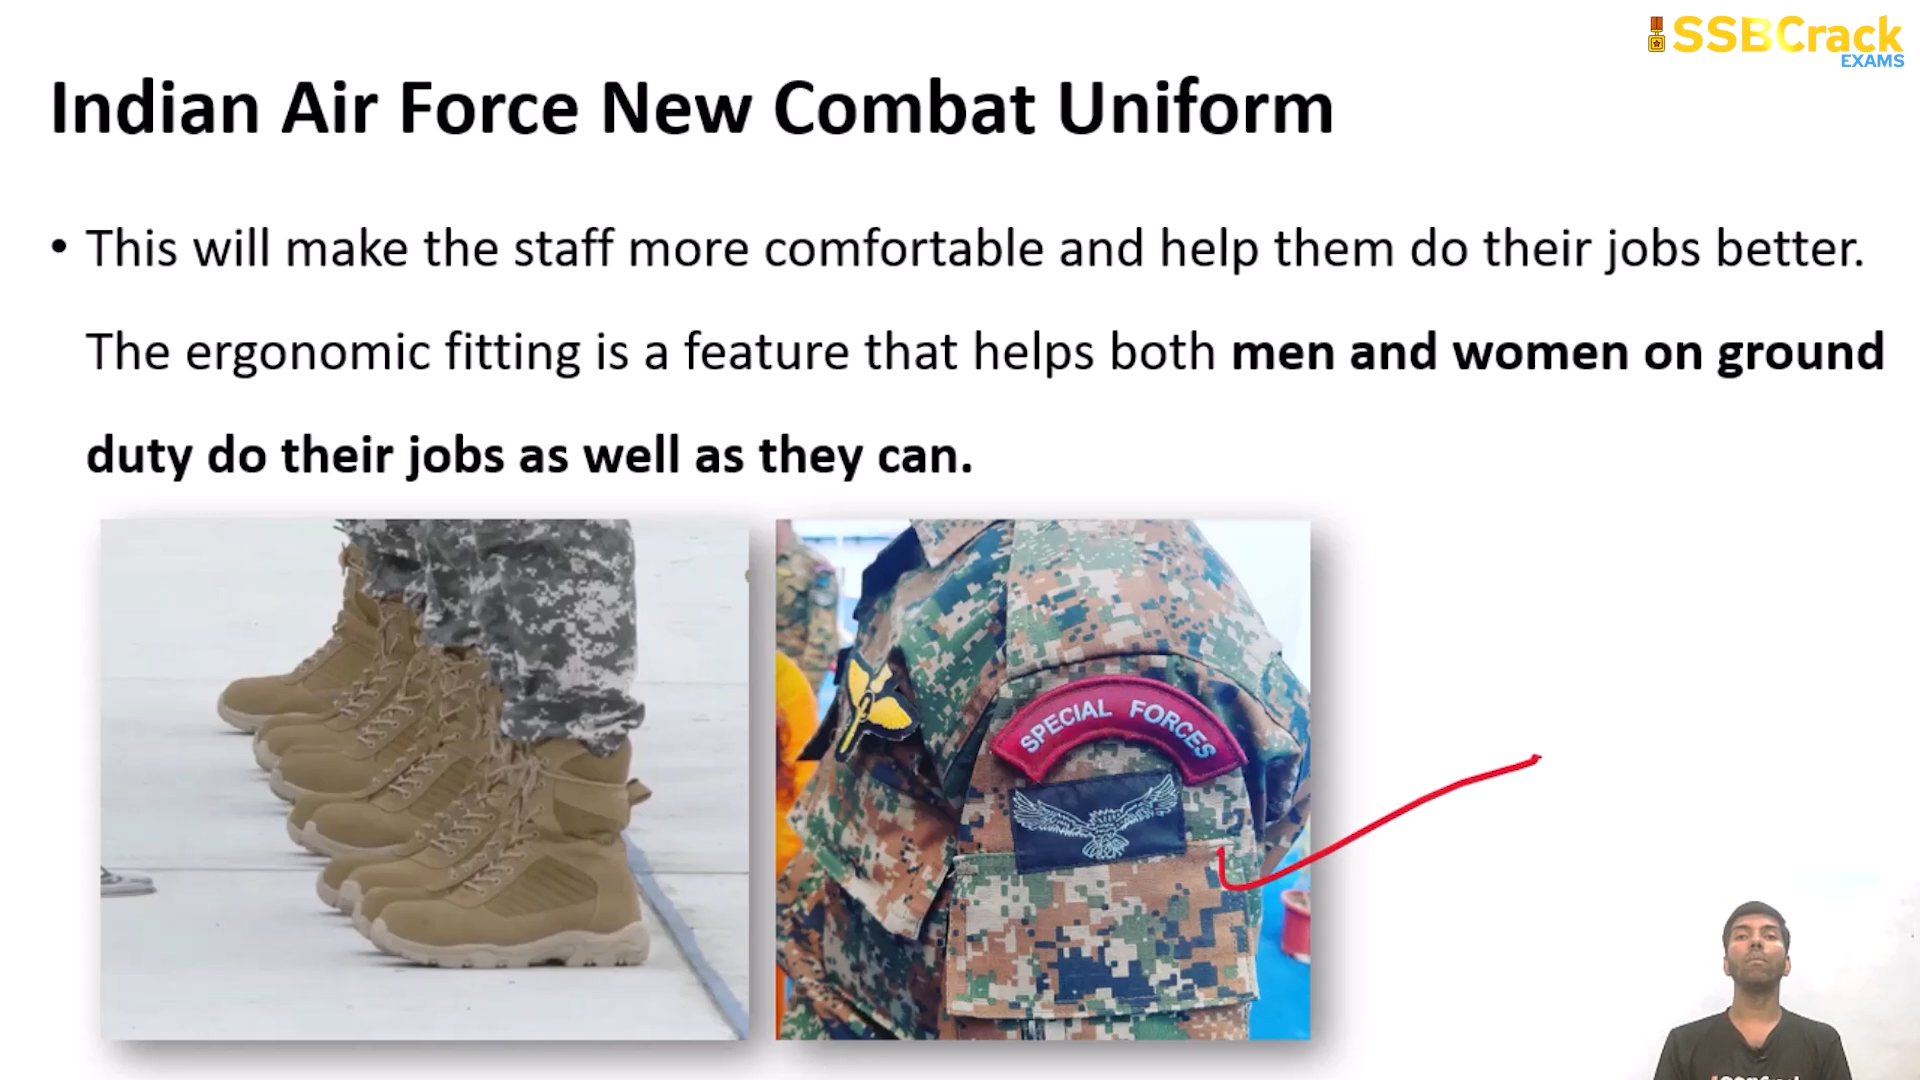 SSBCrack
EXAMS
Indian Air Force New Combat Uniform
• This will make the staff more comfortable and help them do their jobs better.
The ergonomic fitting is a feature that helps both men and women on ground
duty do their jobs as well as they can.
SPECIAL FORCES